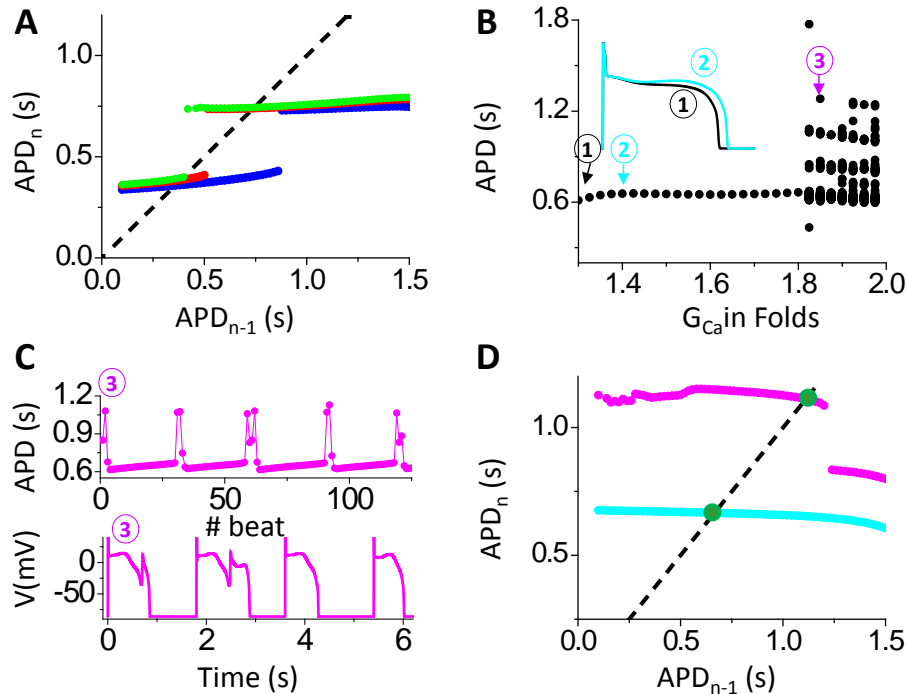 A
APDn (s)
1.0
0.5
0.0
0.0
0.5
1.0
1.5
APDn-1 (s)
B
APD (s)
1.8
1.2
0.6
1
2
1
2
3
1.4
1.6
1.8
2.0
GCain Folds
C
3
APD (s)
1.2
0.9
0.6
0
50
100
# beat
3
V(mV)
0
-50
0
2
4
6
Time (s)
D
APDn (s)
1.0
0.5
0.0
0.5
1.0
1.5
APDn-1 (s)